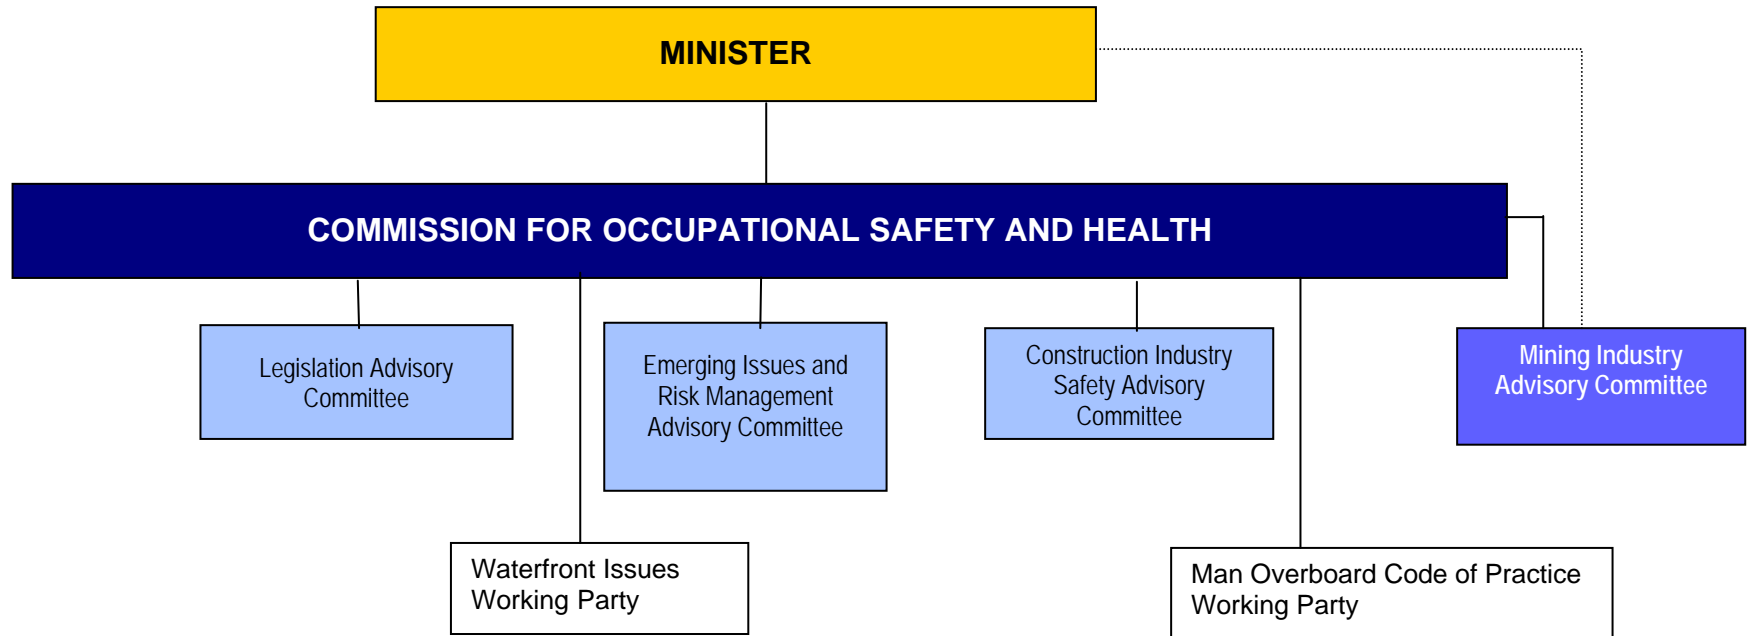 MINISTER
COMMISSION FOR OCCUPATIONAL SAFETY AND HEALTH
Legislation Advisory
Committee
Emerging Issues and
Risk Management
Advisory Committee
Construction Industry
Safety Advisory
Committee
Mining Industry
Advisory Committee
Waterfront Issues
Working Party
Man Overboard Code of Practice
Working Party